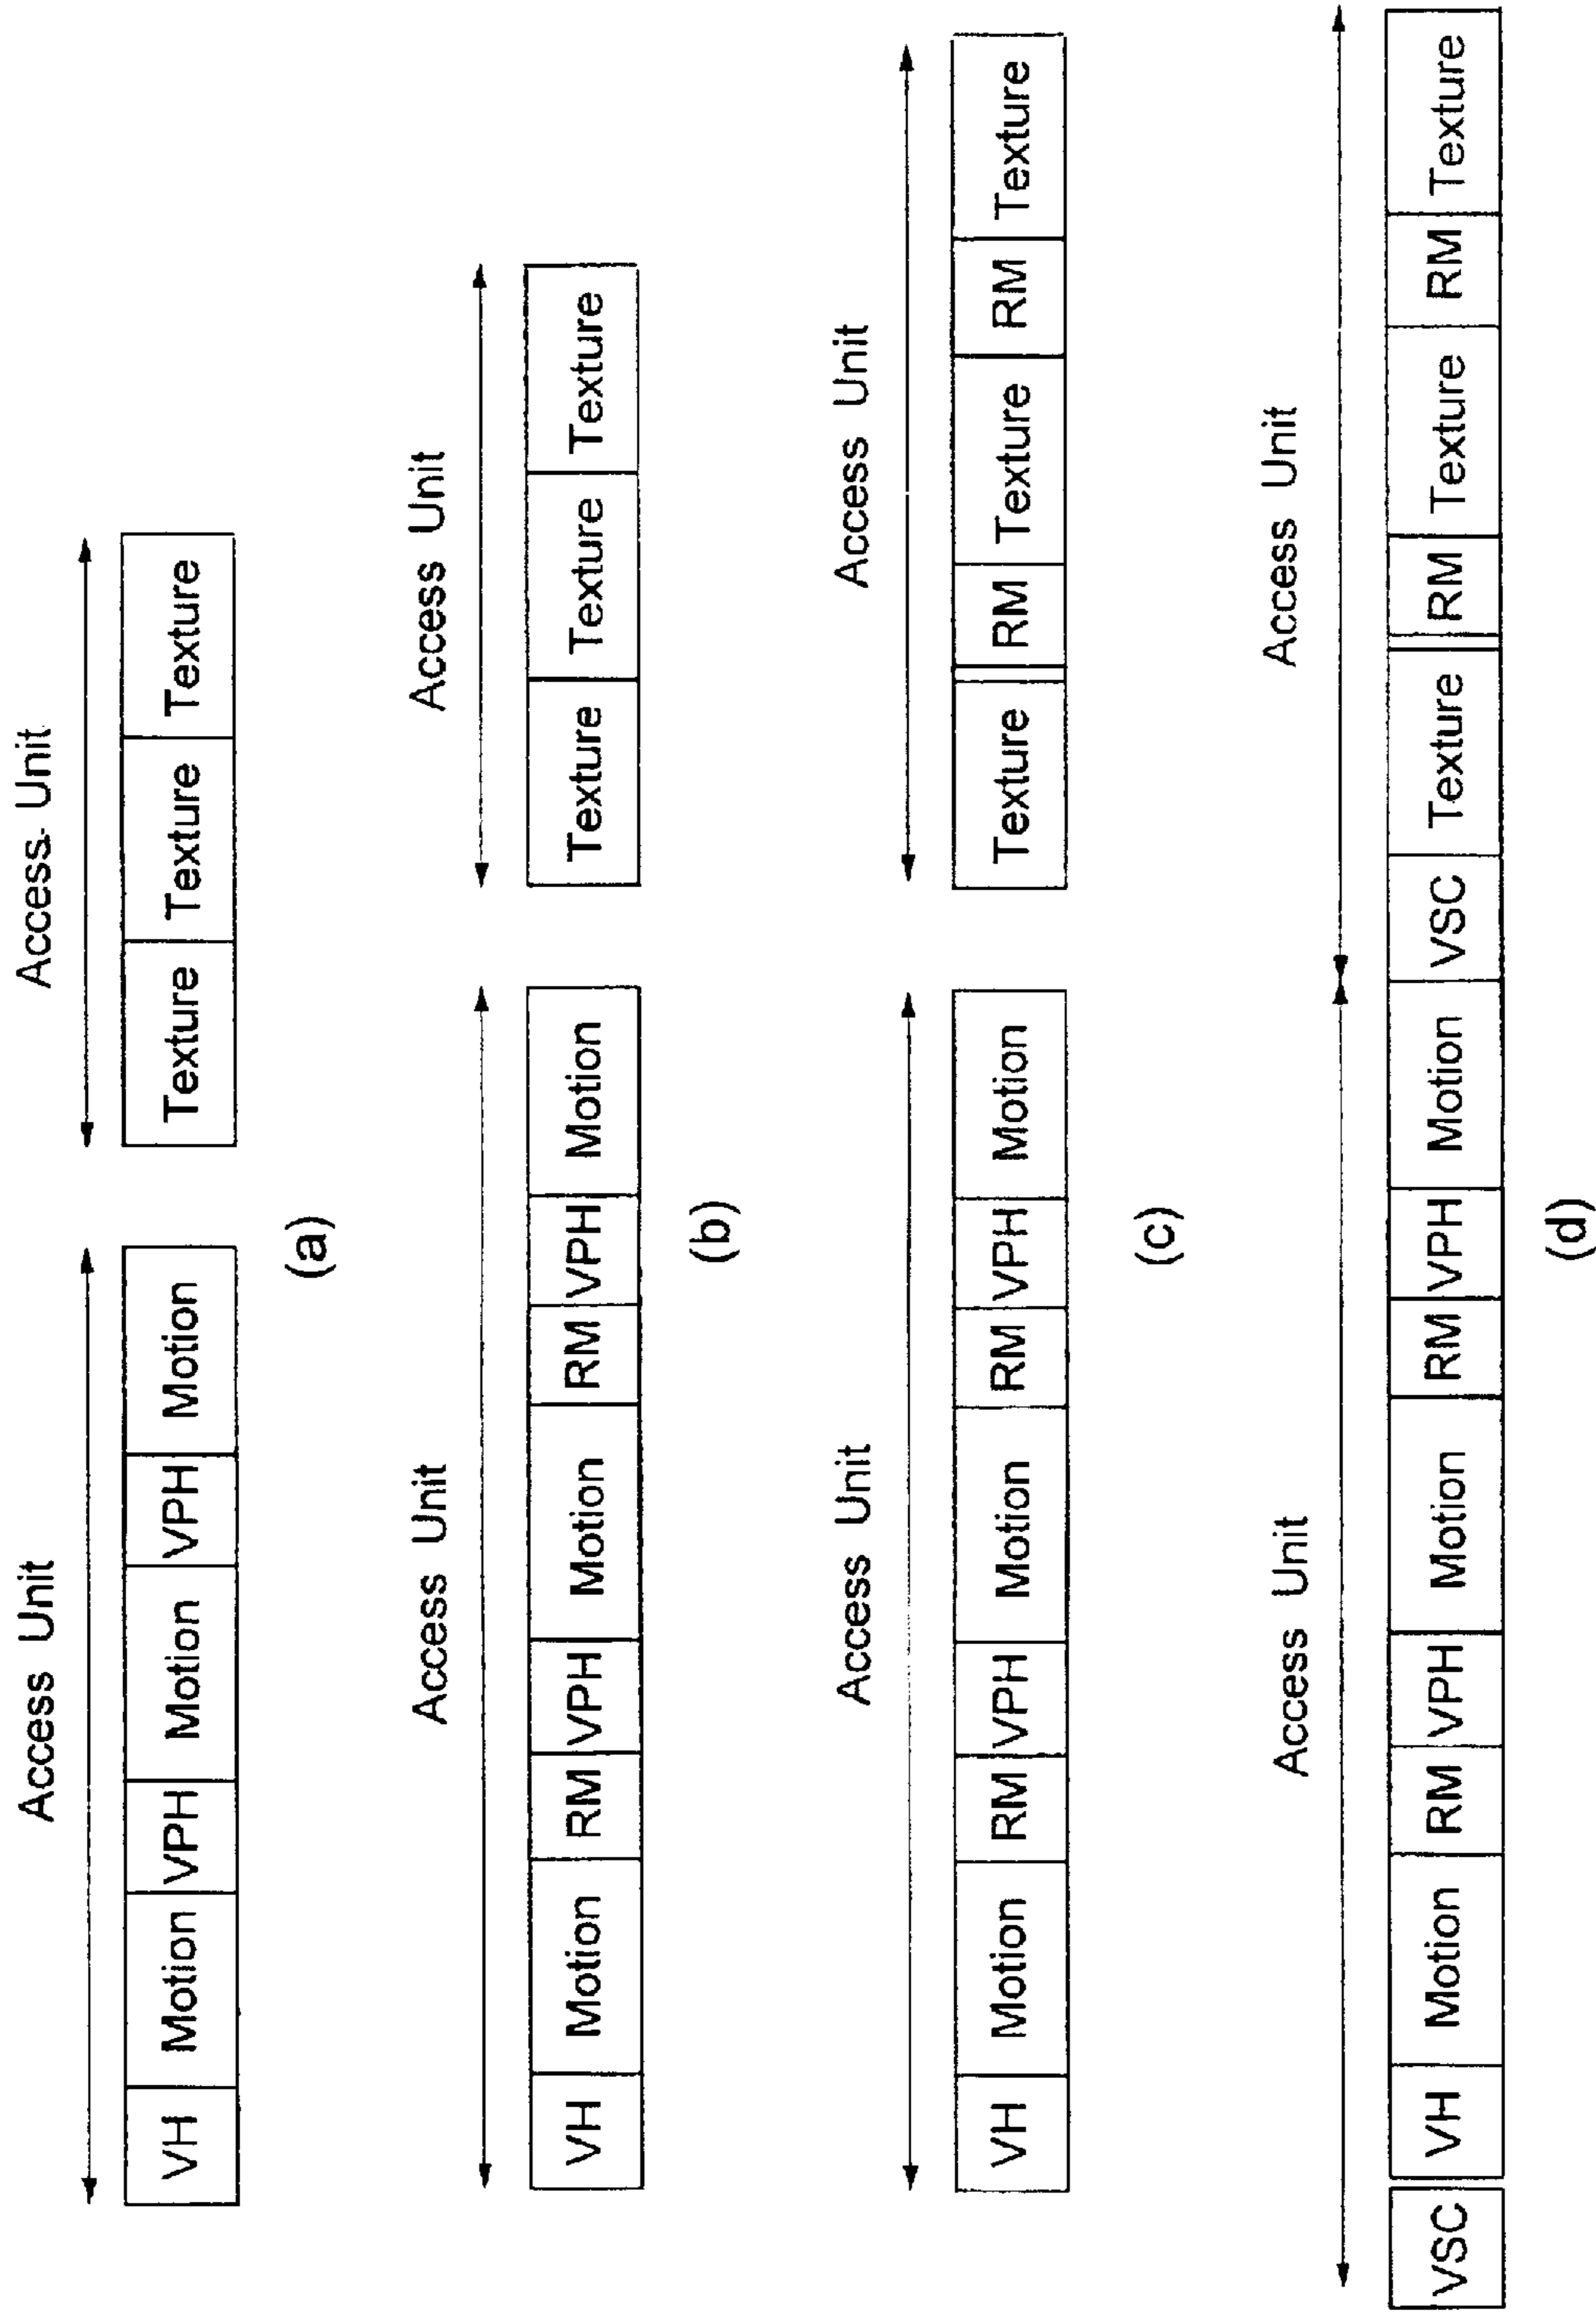 Access Unit Access Unit
VH Motion VPH Motion VPH Motion Texture Texture Texture
(a)
Access Unit Access Unit
VH Motion RM VPH Motion RM VPH Motion Texture Texture Texture
(b)
Access Unit Access Unit
VH Motion RM VPH Motion RM VPH Motion Texture RM Texture RM Texture
(c)
Access Unit Access Unit
VSC VH Motion RM VPH Motion RM VPH Motion VSC Texture RM Texture RM Texture
(d)